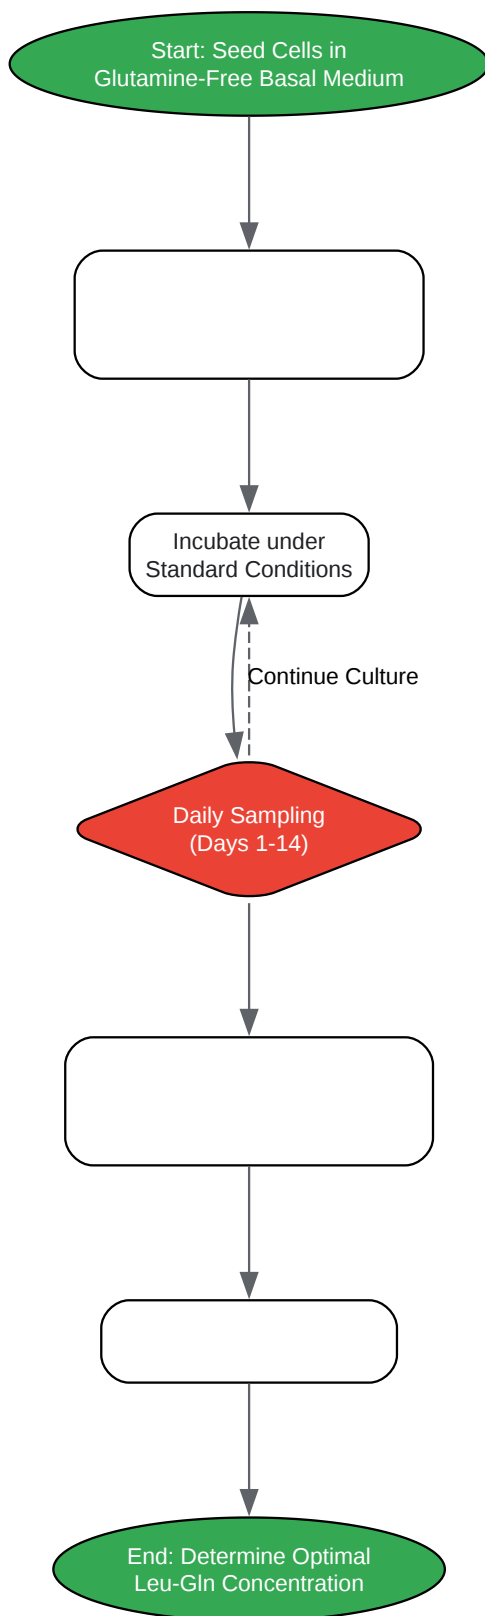 Start: Seed Cells in
Glutamine-Free Basal Medium
Incubate under
Standard Conditions
Continue Culture
Daily Sampling
(Days 1-14)
End: Determine Optimal
Leu-Gln Concentration